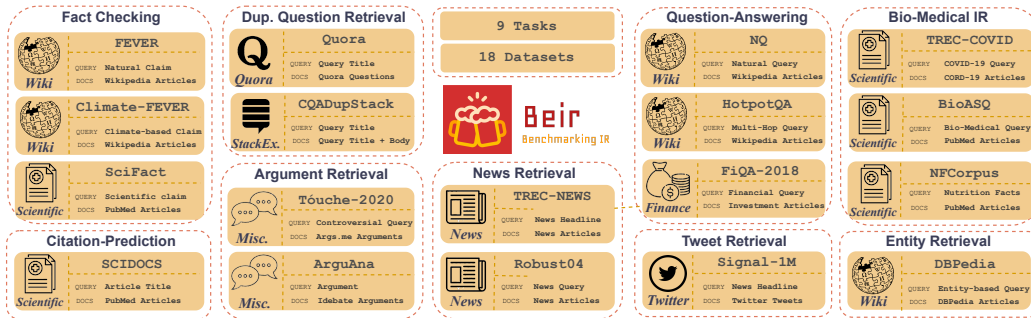 Fact Checking
FEVER
QUERY Natural Claim
DOCS Wikipedia Articles
Wiki
Climate-FEVER
QUERY Climate-based Claim
DOCS Wikipedia Articles
Wiki
SciFact
QUERY Scientific claim
DOCS PubMed Articles
Scientific
Citation-Prediction
SCIDOCS
QUERY Article Title
DOCS PubMed Articles
Scientific
Dup. Question Retrieval
Quora
QUERY Query Title
DOCS Quora Questions
Q
Quora
CQADupStack
QUERY Query Title
DOCS Query Title + Body
StackEx.
Argument Retrieval
Tóuche-2020
QUERY Controversial Query
DOCS Args.me Arguments
Misc.
ArguAna
QUERY Argument
DOCS Idebate Arguments
Misc.
9 Tasks
18 Datasets
Beir
Benchmarking IR
News Retrieval
TREC-NEWS
QUERY News Headline
DOCS News Articles
News
Robust04
QUERY News Query
DOCS News Articles
News
Question-Answering
NQ
QUERY Natural Query
DOCS Wikipedia Articles
Wiki
HotpotQA
QUERY Multi-Hop Query
DOCS Wikipedia Articles
Wiki
FiQA-2018
QUERY Financial Query
DOCS Investment Articles
Finance
Tweet Retrieval
Signal-1M
QUERY News Headline
DOCS Twitter Tweets
Twitter
Bio-Medical IR
TREC-COVID
QUERY COVID-19 Query
DOCS CORD-19 Articles
Scientific
BioASQ
QUERY Bio-Medical Query
DOCS PubMed Articles
Scientific
NFCorpus
QUERY Nutrition Facts
DOCS PubMed Articles
Scientific
Entity Retrieval
DBPedia
QUERY Entity-based Query
DOCS DBPedia Articles
Wiki